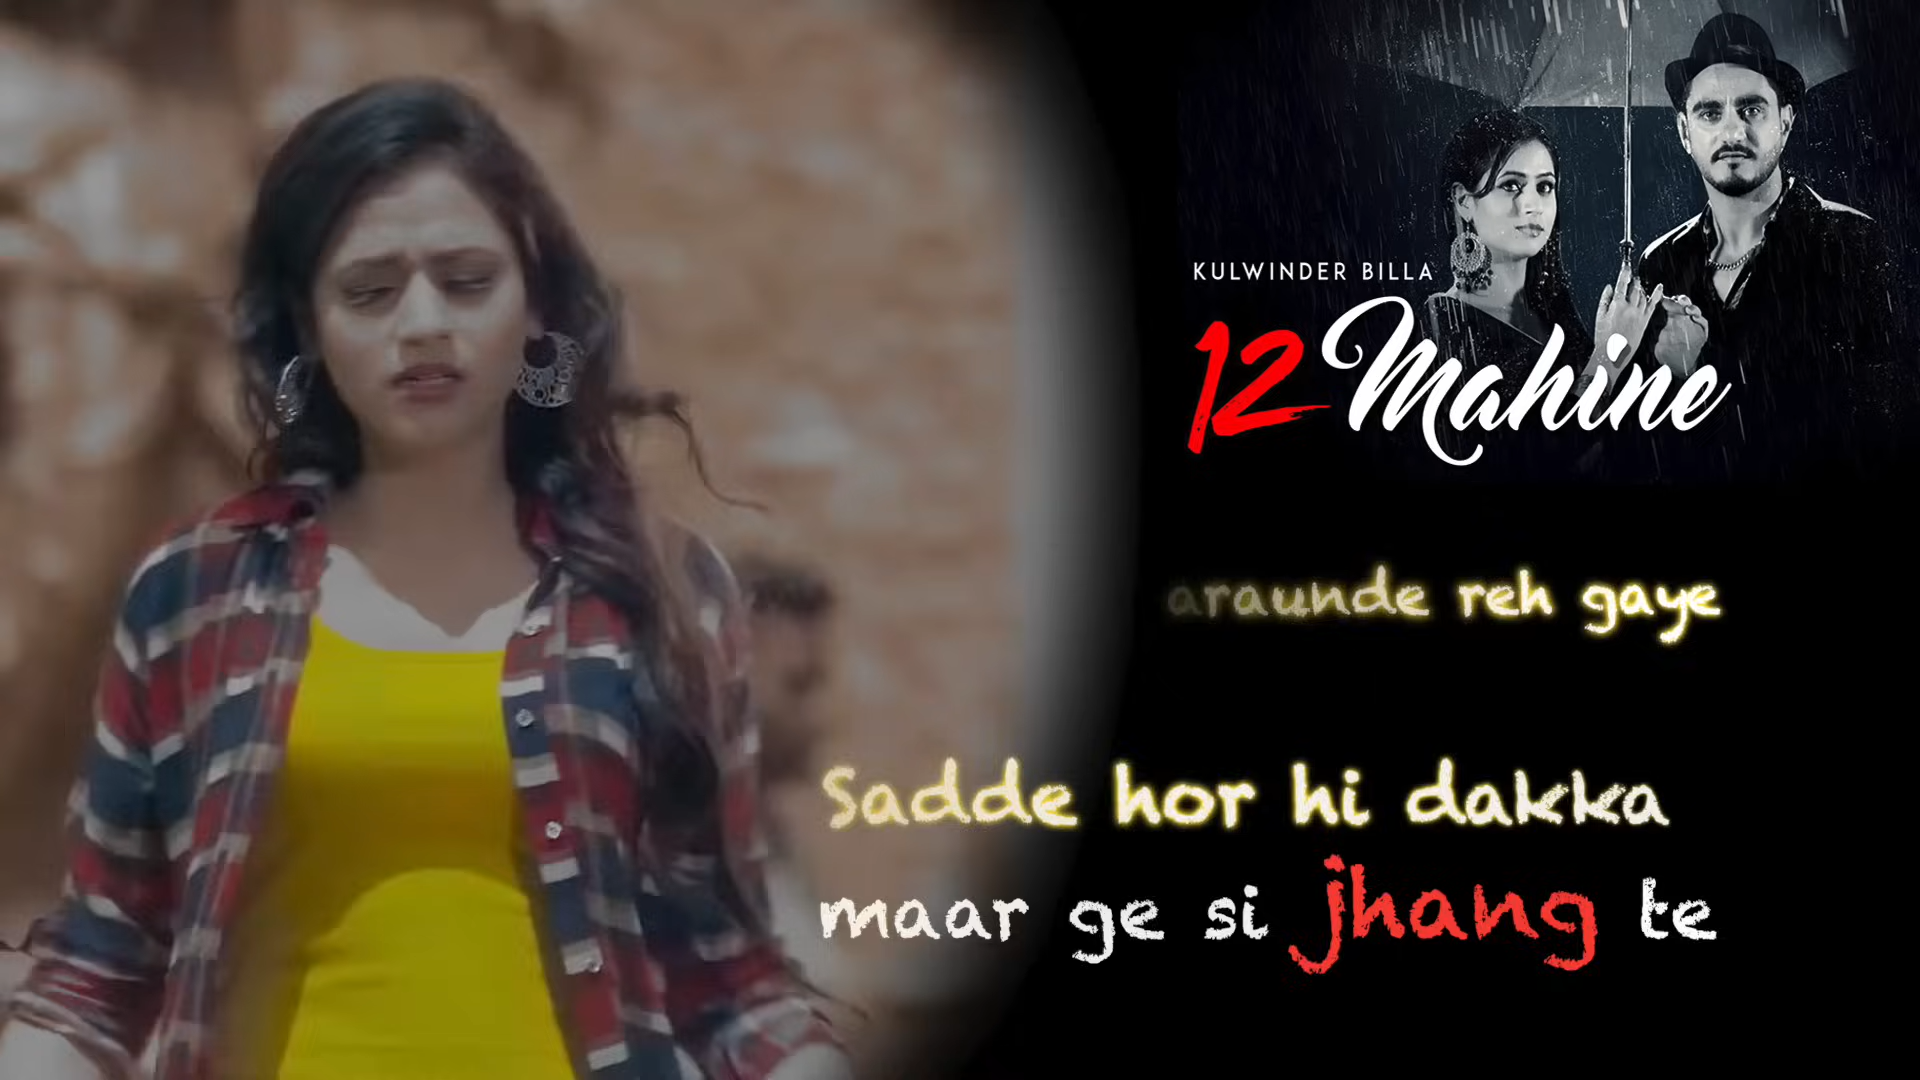 KULWINDER BILLA
12 Mahine
araunde reh gaye
Sadde hor hi dakka
maar ge si jhang te